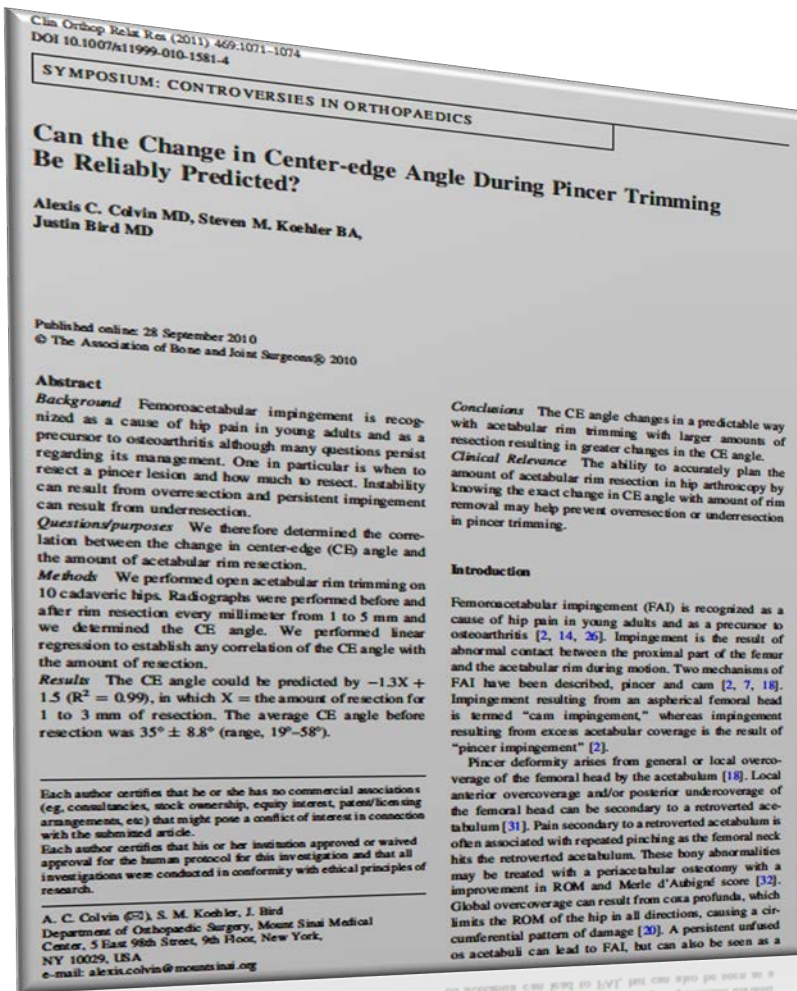 Clin Orthop Relat Res (2011) 469:1071–1074
DOI 10.1007/s11999-010-1581-4
SYMPOSIUM: CONTROVERSIES IN ORTHOPAEDICS
Can the Change in Center-edge Angle During Pincer Trimming
Be Reliably Predicted?
Alexis C. Colvin MD, Steven M. Koehler BA,
Justin Bird MD
Published online: 28 September 2010
© The Association of Bone and Joint Surgeons® 2010
Abstract
Background Femoroacetabular impingement is recog-
nized as a cause of hip pain in young adults and as a
precursor to osteoarthritis although many questions persist
regarding its management. One in particular is when to
resect a pincer lesion and how much to resect. Instability
can result from overresection and persistent impingement
can result from underresection.
Questions/purposes We therefore determined the corre-
lation between the change in center-edge (CE) angle and
the amount of acetabular rim resection.
Methods We performed open acetabular rim trimming on
10 cadaveric hips. Radiographs were performed before and
after rim resection every millimeter from 1 to 5 mm and
we determined the CE angle. We performed linear
regression to establish any correlation of the CE angle with
the amount of resection.
Results The CE angle could be predicted by −1.3X +
1.5 (R² = 0.99), in which X = the amount of resection for
1 to 3 mm of resection. The average CE angle before
resection was 35° ± 8.8° (range, 19°–58°).
Each author certifies that he or she has no commercial associations
(eg, consultancies, stock ownership, equity interest, patent/licensing
arrangements, etc) that might pose a conflict of interest in connection
with the submitted article.
Each author certifies that his or her institution approved or waived
approval for the human protocol for this investigation and that all
investigations were conducted in conformity with ethical principles of
research.
A. C. Colvin (✉), S. M. Koehler, J. Bird
Department of Orthopaedic Surgery, Mount Sinai Medical
Center, 5 East 98th Street, 9th Floor, New York,
NY 10029, USA
e-mail: alexis.colvin@mountsinai.org
Conclusions The CE angle changes in a predictable way
with acetabular rim trimming with larger amounts of
resection resulting in greater changes in the CE angle.
Clinical Relevance The ability to accurately plan the
amount of acetabular rim resection in hip arthroscopy by
knowing the exact change in CE angle with amount of rim
removal may help prevent overresection or underresection
in pincer trimming.
Introduction
Femoroacetabular impingement (FAI) is recognized as a
cause of hip pain in young adults and as a precursor to
osteoarthritis [2, 14, 26]. Impingement is the result of
abnormal contact between the proximal part of the femur
and the acetabular rim during motion. Two mechanisms of
FAI have been described, pincer and cam [2, 7, 18].
Impingement resulting from an aspherical femoral head
is termed “cam impingement,” whereas impingement
resulting from excess acetabular coverage is the result of
“pincer impingement” [2].
Pincer deformity arises from general or local overco-
verage of the femoral head by the acetabulum [18]. Local
anterior overcoverage and/or posterior undercoverage of
the femoral head can be secondary to a retroverted ace-
tabulum [31]. Pain secondary to a retroverted acetabulum is
often associated with repeated pinching as the femoral neck
hits the retroverted acetabulum. These bony abnormalities
may be treated with a periacetabular osteotomy with a
improvement in ROM and Merle d’Aubigné score [32].
Global overcoverage can result from coxa profunda, which
limits the ROM of the hip in all directions, causing a cir-
cumferential pattern of damage [20]. A persistent unfused
os acetabuli can lead to FAI, but can also be seen as a